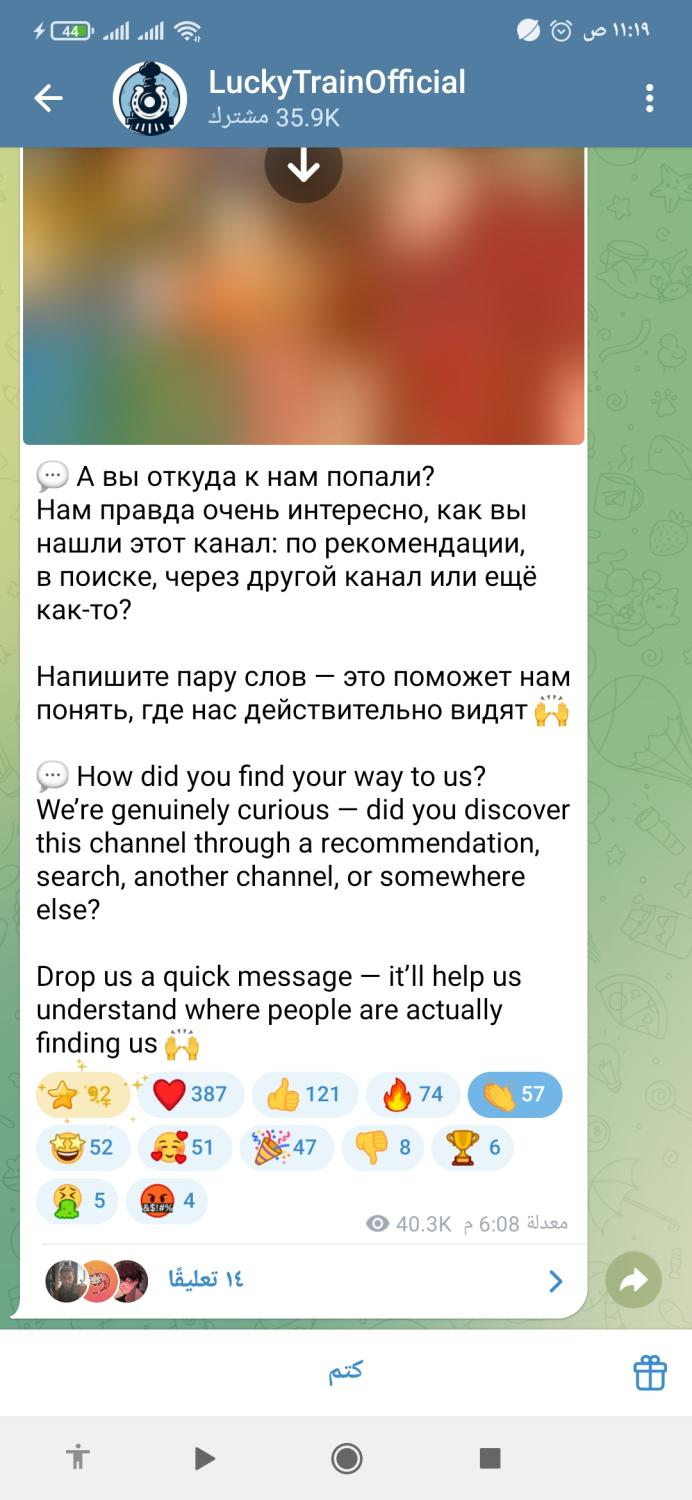 44
١١:١٩ ص
LuckyTrainOfficial
35.9K مشترك
💬 А вы откуда к нам попали?
Нам правда очень интересно, как вы
нашли этот канал: по рекомендации,
в поиске, через другой канал или ещё
как-то?
Напишите пару слов — это поможет нам
понять, где нас действительно видят 🙌
💬 How did you find your way to us?
We’re genuinely curious — did you discover
this channel through a recommendation,
search, another channel, or somewhere
else?
Drop us a quick message — it’ll help us
understand where people are actually
finding us 🙌
⭐ 92 ❤️ 387 👍 121 🔥 74 👏 57
🤩 52 🥰 51 🎉 47 👎 8 🏆 6
🤮 5 🤬 4
40.3K معدلة 6:08 م
١٤ تعليقًا
كتم